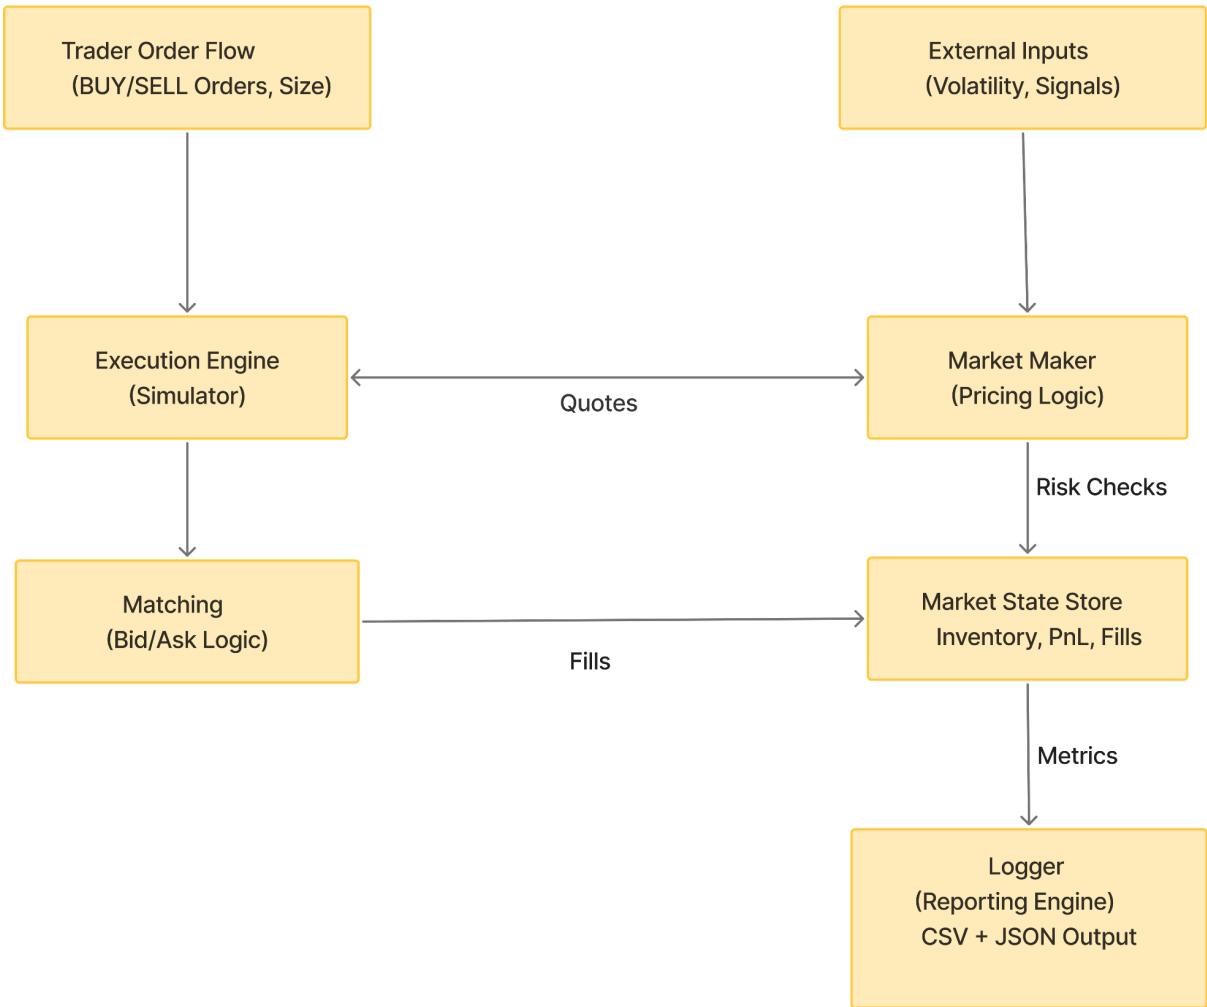 Trader Order Flow
(BUY/SELL Orders, Size)
External Inputs
(Volatility, Signals)
Execution Engine
(Simulator)
Quotes
Market Maker
(Pricing Logic)
Risk Checks
Matching
(Bid/Ask Logic)
Fills
Market State Store
Inventory, PnL, Fills
Metrics
Logger
(Reporting Engine)
CSV + JSON Output